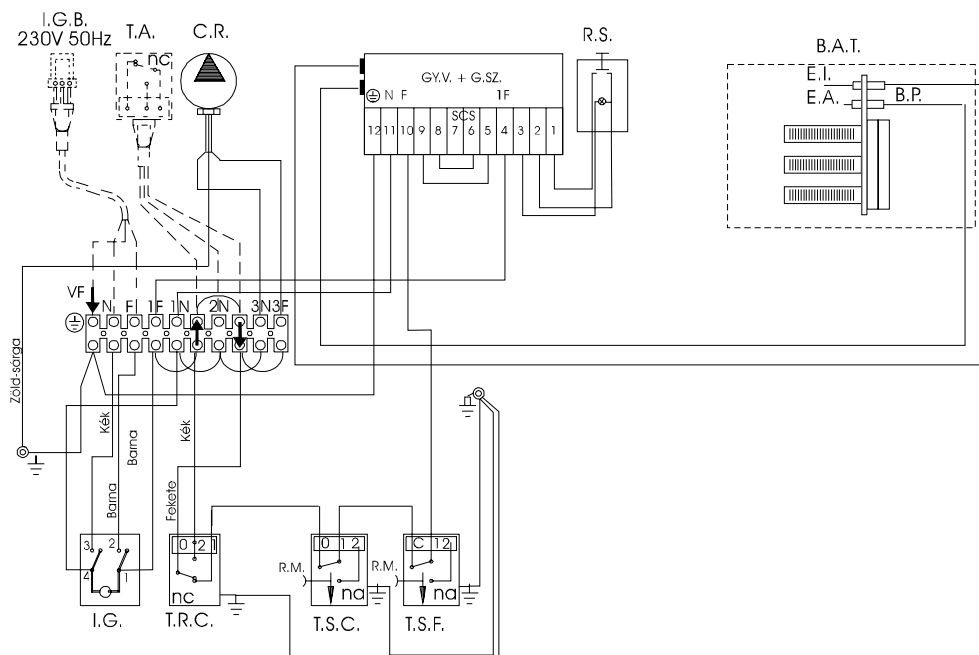 I.G.B.
230V 50Hz
T.A.
nc
C.R.
GY.V. + G.SZ.
N F 1F
SCS
12 11 10 9 8 7 6 5 4 3 2 1
R.S.
B.A.T.
E.I.
E.A.
B.P.
VF
N F 1F 1N 2N 3N 3F
Zöld-sárga
Kék
Barna
Barna
Kék
Fekete
3 2
4 1
I.G.
0 2 1
nc
T.R.C.
0 1 2
R.M.
na
T.S.C.
C 1 2
R.M.
na
T.S.F.